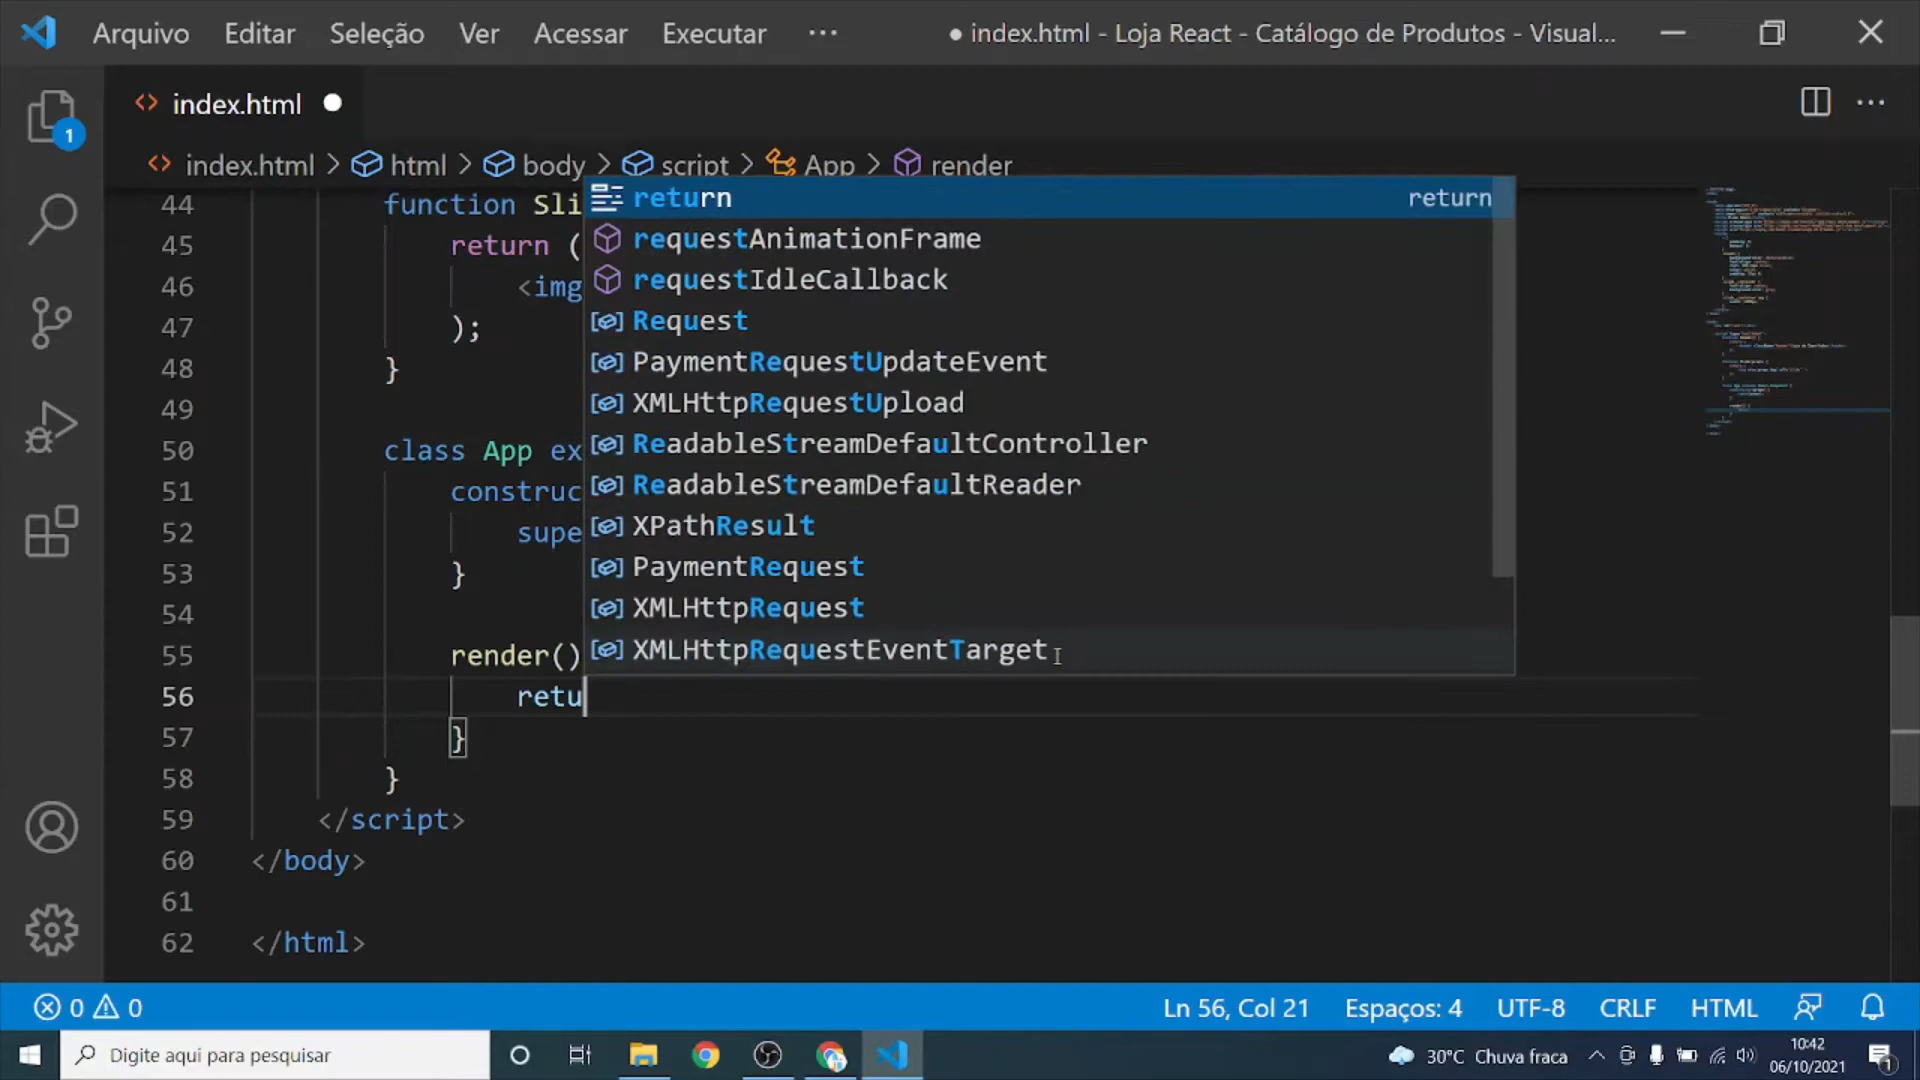 Arquivo Editar Seleção Ver Acessar Executar ··· ● index.html - Loja React - Catálogo de Produtos - Visual...
index.html
1
index.html > html > body > script > App > render
44 function Sli
45 return (
46 <img
47 );
48 }
49
50 class App ex
51 construc
52 supe
53 }
54
55 render()
56 retu
57 }
58 }
59 </script>
60 </body>
61
62 </html>
return return
requestAnimationFrame
requestIdleCallback
Request
PaymentRequestUpdateEvent
XMLHttpRequestUpload
ReadableStreamDefaultController
ReadableStreamDefaultReader
XPathResult
PaymentRequest
XMLHttpRequest
XMLHttpRequestEventTarget
0 0 Ln 56, Col 21 Espaços: 4 UTF-8 CRLF HTML
Digite aqui para pesquisar 30°C Chuva fraca 10:42
06/10/2021 1